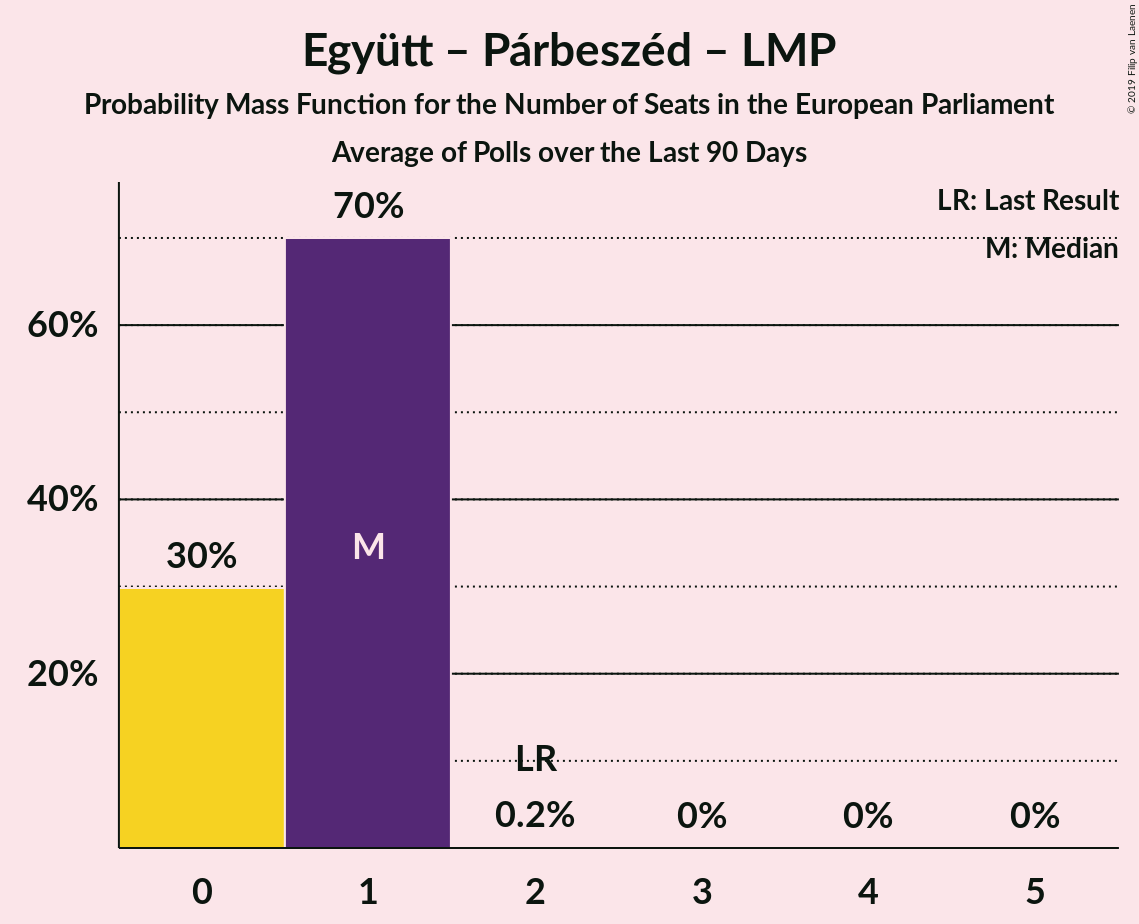 Együtt – Párbeszéd – LMP
Probability Mass Function for the Number of Seats in the European Parliament
Average of Polls over the Last 90 Days
© 2019 Filip van Laenen
LR: Last Result
M: Median
70%
60%
40%
30%
M
20%
LR
0.2%
0%
0%
0%
0
1
2
3
4
5